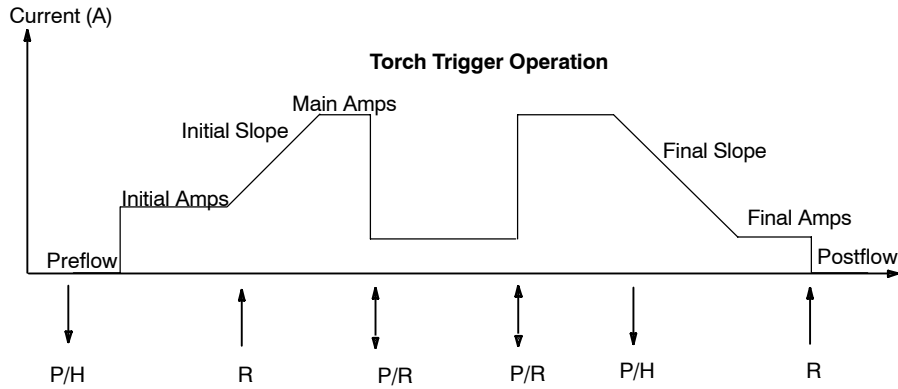 Current (A)
Torch Trigger Operation
Main Amps
Initial Slope
Final Slope
Initial Amps
Final Amps
Preflow
Postflow
P/H
R
P/R
P/R
P/H
R